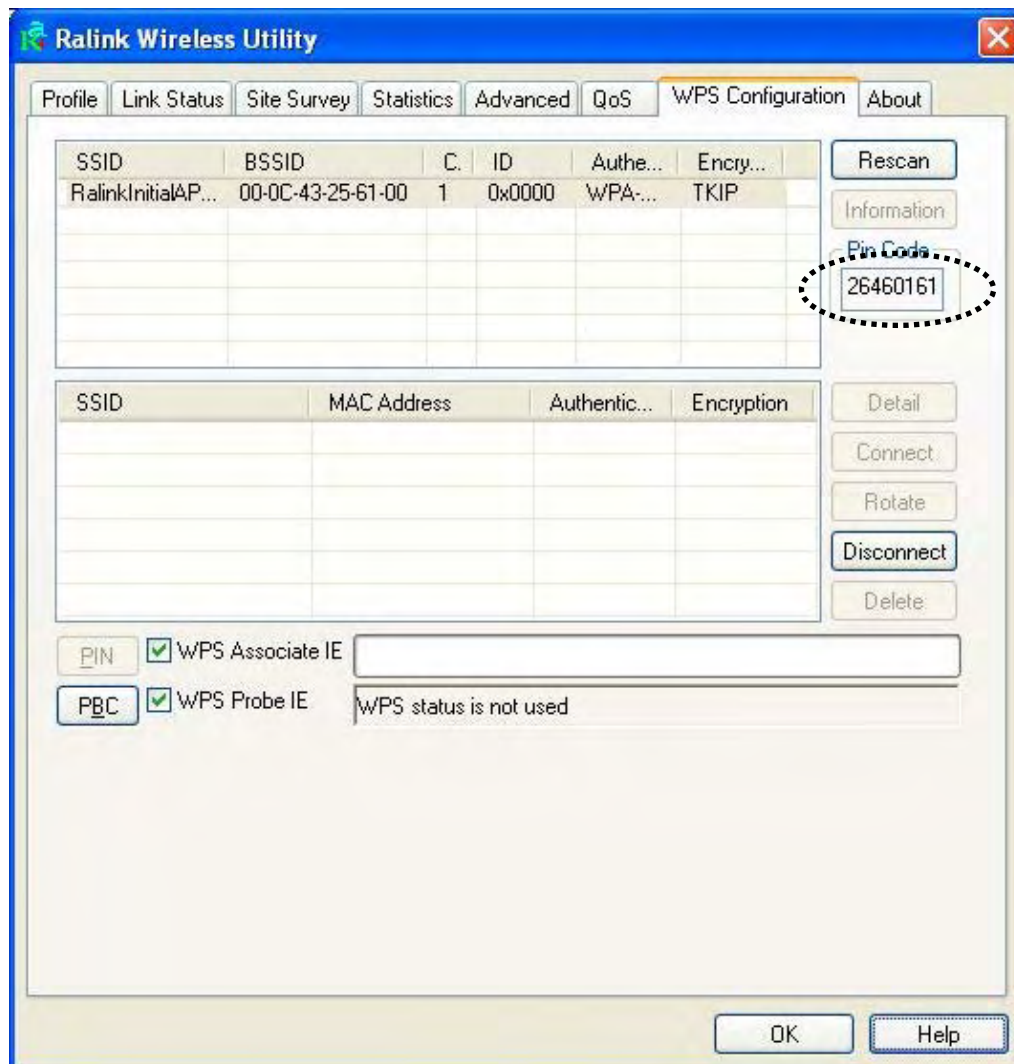 Ralink Wireless Utility
Profile Link Status Site Survey Statistics Advanced QoS WPS Configuration About
SSID BSSID C. ID Authe... Encry...
RalinkInitialAP... 00-0C-43-25-61-00 1 0x0000 WPA-... TKIP
Rescan
Information
Pin Code
26460161
SSID MAC Address Authentic... Encryption
Detail
Connect
Rotate
Disconnect
Delete
PIN WPS Associate IE
PBC WPS Probe IE WPS status is not used
OK Help